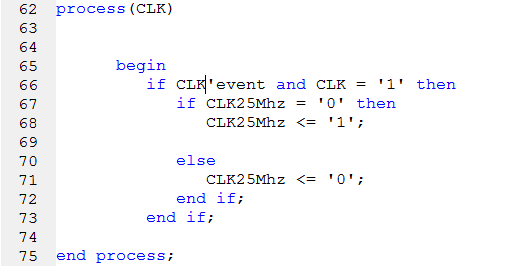 62 process(CLK)
63
64
65 begin
66 if CLK'event and CLK = '1' then
67 if CLK25Mhz = '0' then
68 CLK25Mhz <= '1';
69
70 else
71 CLK25Mhz <= '0';
72 end if;
73 end if;
74
75 end process;